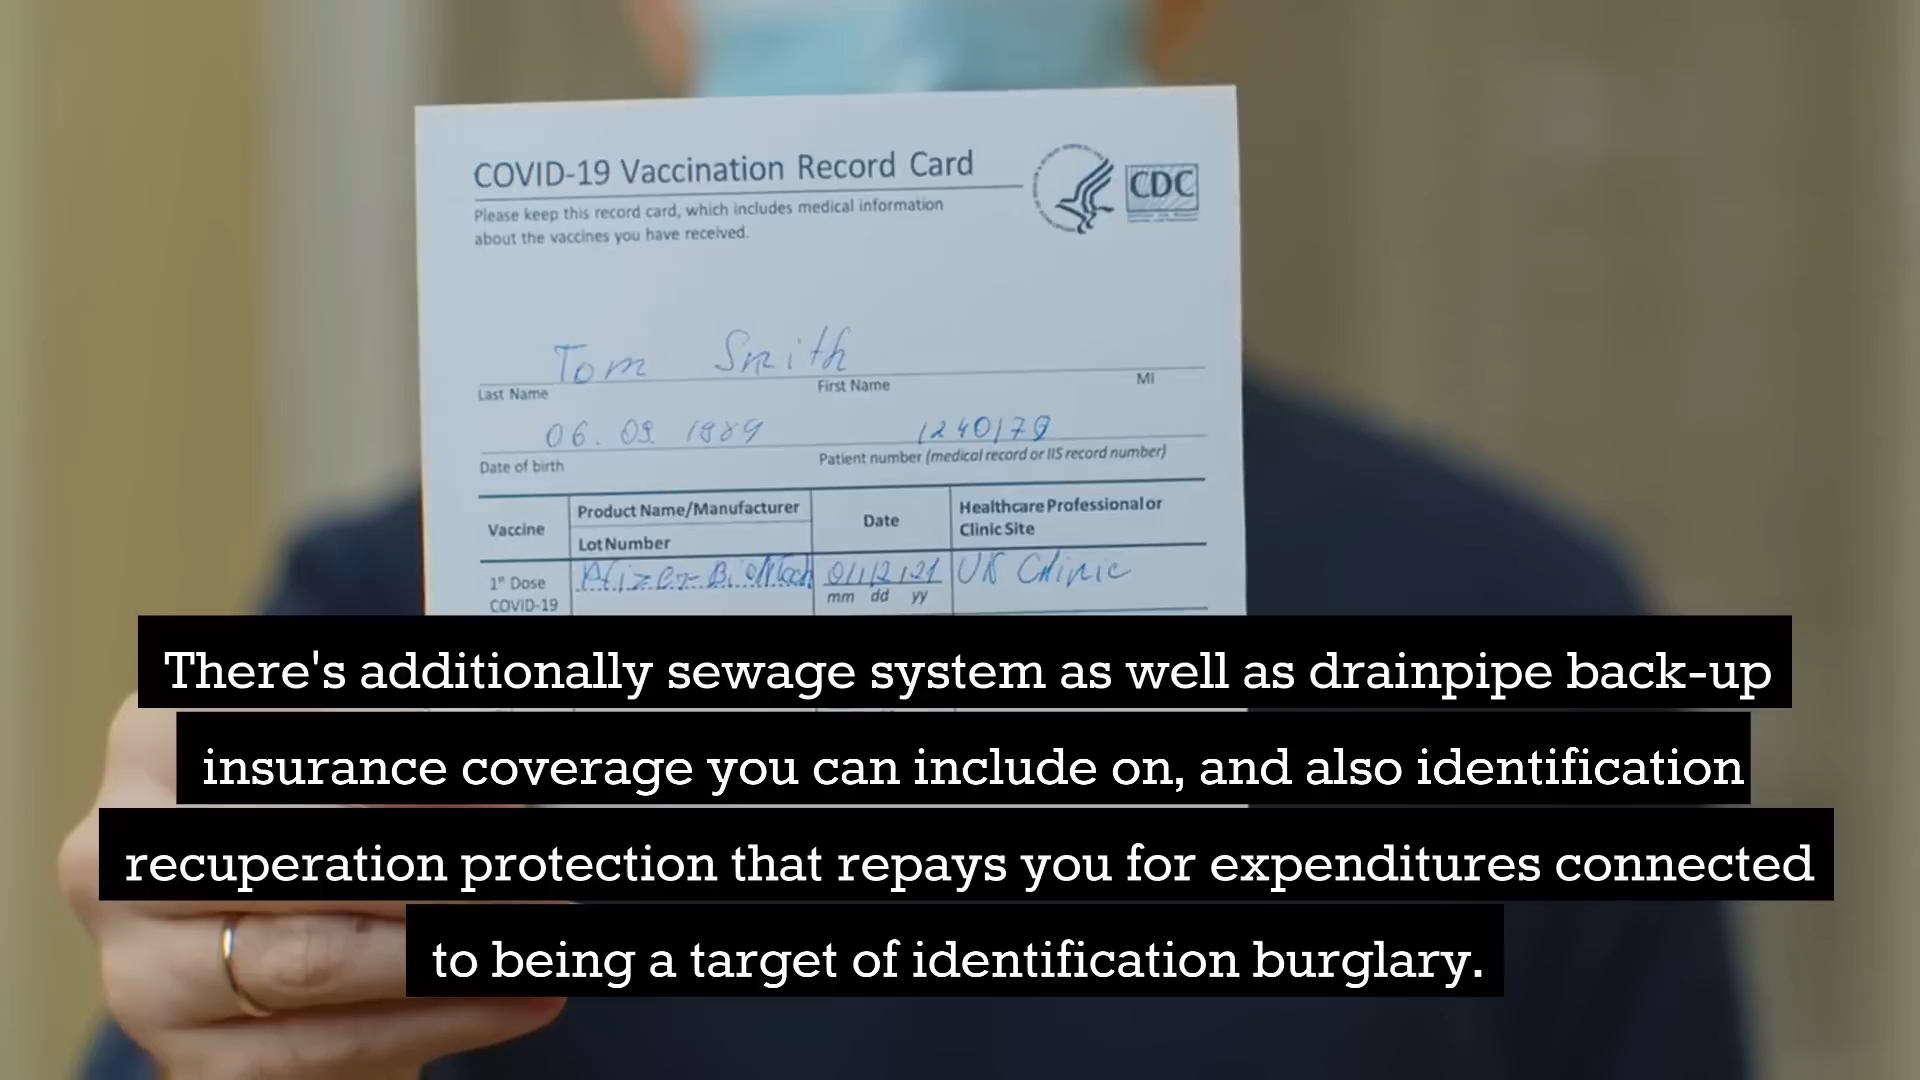 COVID-19 Vaccination Record Card
CDC
Please keep this record card, which includes medical information
about the vaccines you have received.
Tom Smith
Last Name First Name MI
06. 09. 1989 1240179
Date of birth Patient number (medical record or IIS record number)
Vaccine Product Name/Manufacturer Date Healthcare Professional or
Lot Number Clinic Site
1st Dose
COVID-19
Pfizer-BioNTech 01/12/21 US Clinic
mm dd yy
There's additionally sewage system as well as drainpipe back-up
insurance coverage you can include on, and also identification
recuperation protection that repays you for expenditures connected
to being a target of identification burglary.